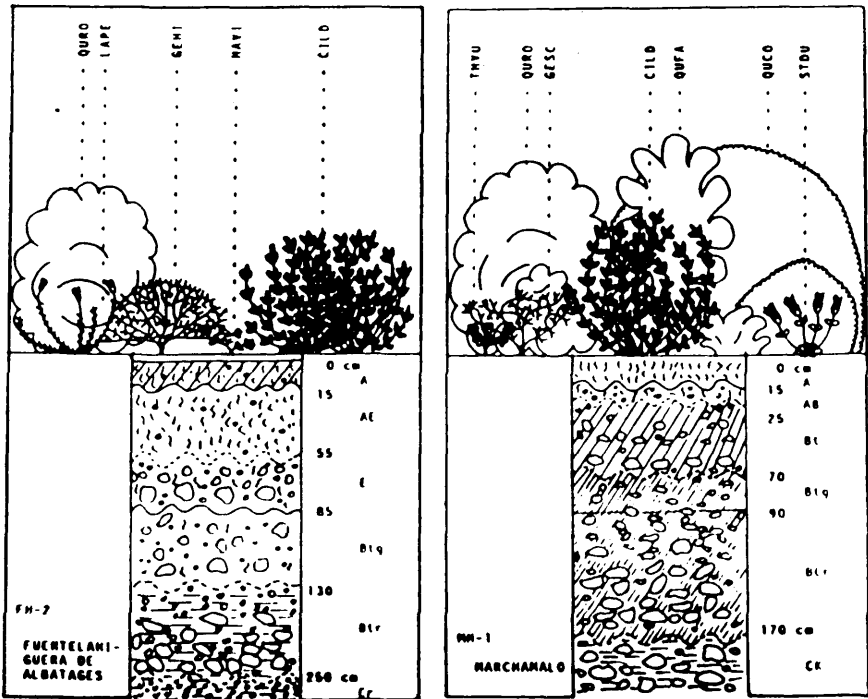 QURO
LAPE
GEHI
MAVI
CILD
0 cm
A
15
AE
55
E
85
Btg
130
Btr
260 cm
Cr
FH-2
FUENTELAHI-
GUERA DE
ALBATAGES
THVU
QURO
GESC
CILD
QUFA
QUCO
STDU
0 cm
A
15
AB
25
Bt
70
Btg
90
Btr
170 cm
CK
MM-1
MARCHAMALO